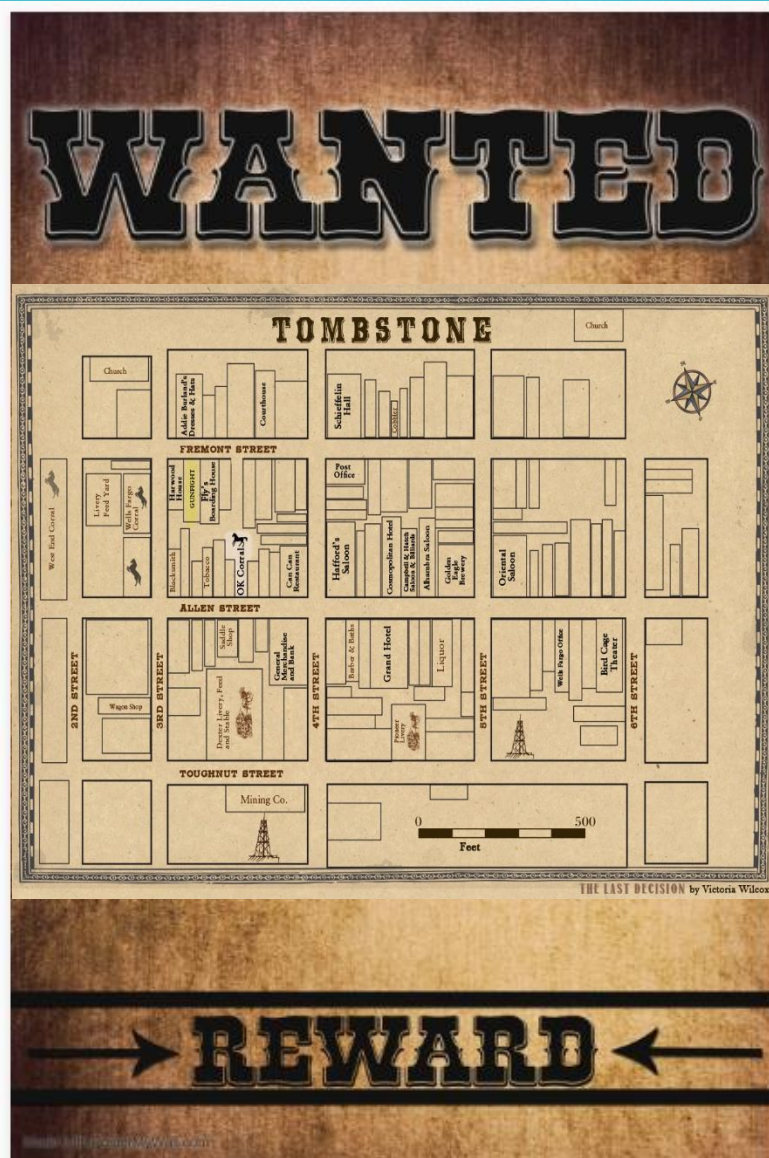 WANTED
TOMBSTONE
Church
Church
Addie Borland's
Dresses & Hats
Courthouse
Schieffelin
Hall
Cobbler
FREMONT STREET
West End Corral
Livery
Feed Yard
Wells Fargo
Corral
Harwood
House
GUNFIGHT
Fly's
Boarding House
Post
Office
Blacksmith
Tobacco
OK Corral
Can Can
Restaurant
Hafford's
Saloon
Cosmopolitan Hotel
Campbell & Hatch
Saloon & Billiards
Alhambra Saloon
Golden
Eagle
Brewery
Oriental
Saloon
ALLEN STREET
2ND STREET
Wagon Shop
3RD STREET
Saddle
Shop
Dexter Livery, Feed
and Stable
General
Merchandise
and Bank
4TH STREET
Barber & Baths
Grand Hotel
Liquor
Pioneer
Livery
5TH STREET
Wells Fargo Office
Bird Cage
Theater
6TH STREET
TOUGHNUT STREET
Mining Co.
0 500
Feet
THE LAST DECISION by Victoria Wilcox
REWARD